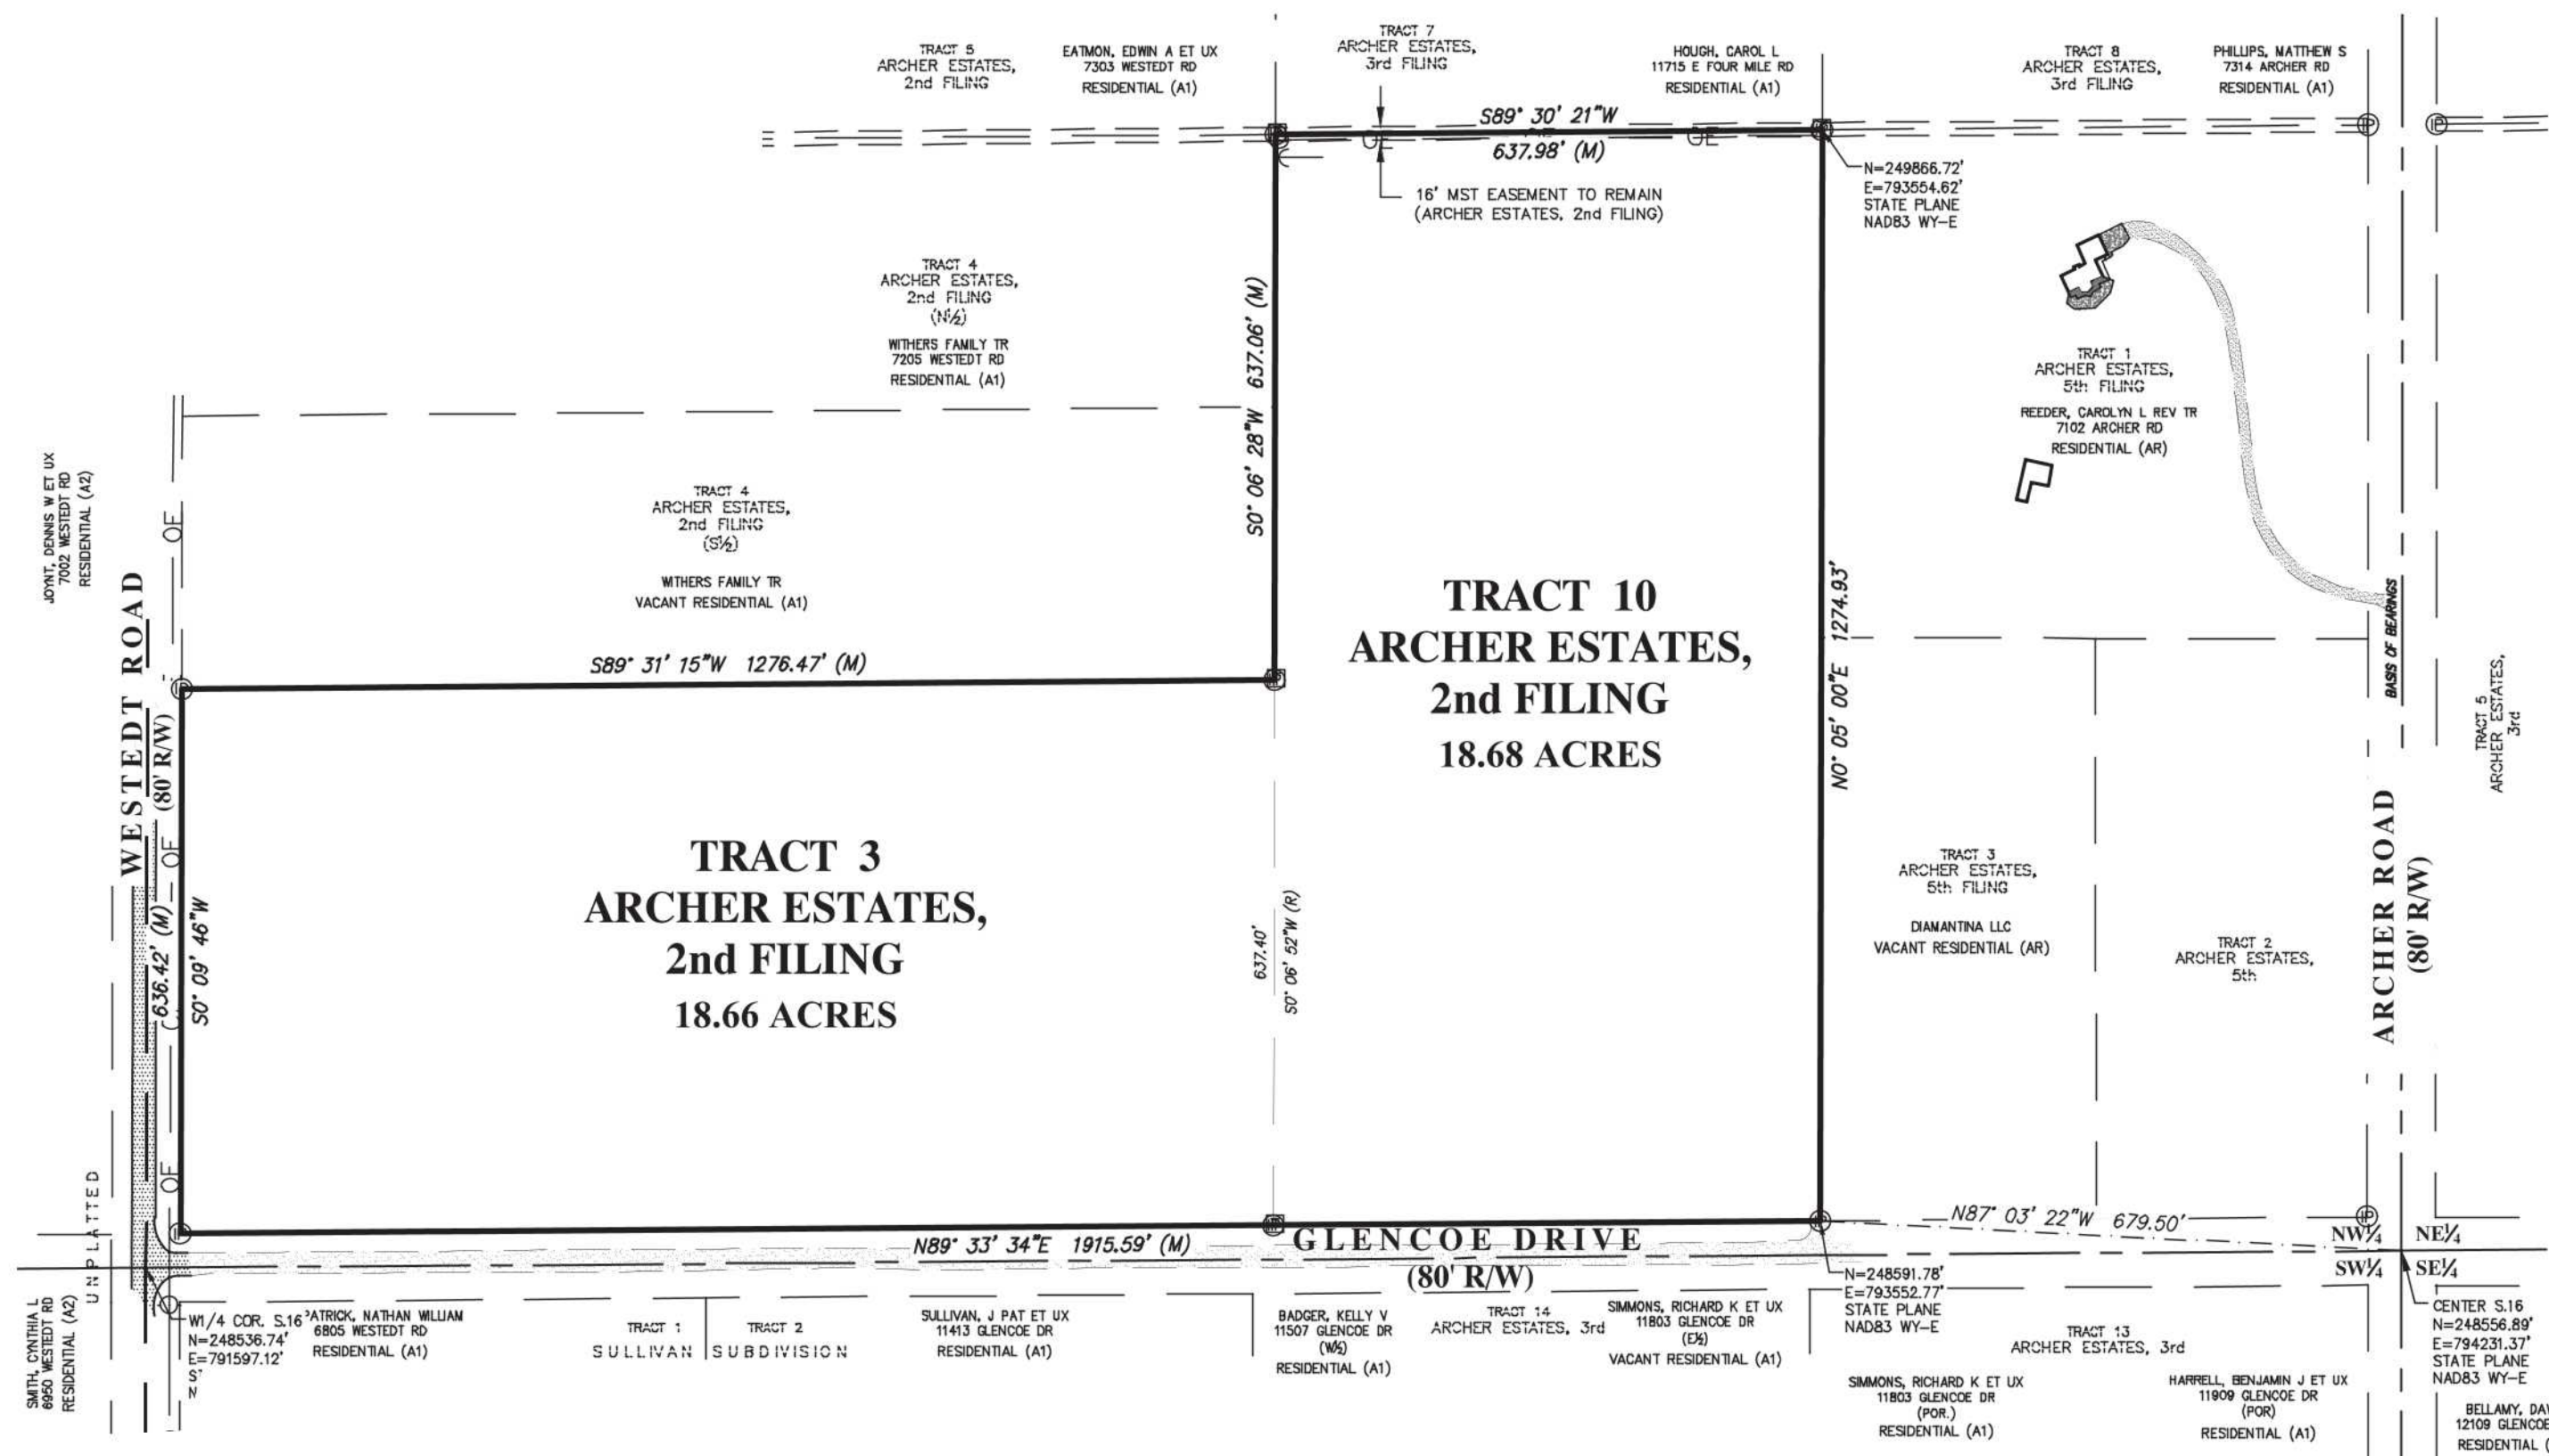 TRACT 5
ARCHER ESTATES,
2nd FILING
EATMON, EDWIN A ET UX
7303 WESTEDT RD
RESIDENTIAL (A1)
TRACT 7
ARCHER ESTATES,
3rd FILING
HOUGH, CAROL L
11715 E FOUR MILE RD
RESIDENTIAL (A1)
TRACT 8
ARCHER ESTATES,
3rd FILING
PHILLIPS, MATTHEW S
7314 ARCHER RD
RESIDENTIAL (A1)
S89° 30' 21"W
637.98' (M)
UE
UE
IP
IP
16' MST EASEMENT TO REMAIN
(ARCHER ESTATES, 2nd FILING)
N=249866.72'
E=793554.62'
STATE PLANE
NAD83 WY-E
TRACT 4
ARCHER ESTATES,
2nd FILING
(N½)
WITHERS FAMILY TR
7205 WESTEDT RD
RESIDENTIAL (A1)
S0° 06' 28"W 637.06' (M)
TRACT 1
ARCHER ESTATES,
5th FILING
REEDER, CAROLYN L REV TR
7102 ARCHER RD
RESIDENTIAL (AR)
JOYNT, DENNIS W ET UX
7002 WESTEDT RD
RESIDENTIAL (A2)
TRACT 4
ARCHER ESTATES,
2nd FILING
(S½)
WITHERS FAMILY TR
VACANT RESIDENTIAL (A1)
OE
S89° 31' 15"W 1276.47' (M)
TRACT 10
ARCHER ESTATES,
2nd FILING
18.68 ACRES
N0° 05' 00"E 1274.93'
BASIS OF BEARINGS
TRACT 5
ARCHER ESTATES,
3rd
WESTEDT ROAD
(80' R/W)
IP
OE
636.42' (M)
S0° 09' 46"W
TRACT 3
ARCHER ESTATES,
2nd FILING
18.66 ACRES
637.40'
S0° 06' 52"W (R)
TRACT 3
ARCHER ESTATES,
5th FILING
DIAMANTINA LLC
VACANT RESIDENTIAL (AR)
TRACT 2
ARCHER ESTATES,
5th
ARCHER ROAD
(80' R/W)
OE
UNPLATTED
IP
N89° 33' 34"E 1915.59' (M)
GLENCOE DRIVE
(80' R/W)
IP
N87° 03' 22"W 679.50'
IP
NW¼
NE¼
SW¼
SE¼
SMITH, CYNTHIA L
6950 WESTEDT RD
RESIDENTIAL (A2)
W1/4 COR. S.16
N=248536.74'
E=791597.12'
S
N
PATRICK, NATHAN WILLIAM
6805 WESTEDT RD
RESIDENTIAL (A1)
TRACT 1
TRACT 2
SULLIVAN SUBDIVISION
SULLIVAN, J PAT ET UX
11413 GLENCOE DR
RESIDENTIAL (A1)
BADGER, KELLY V
11507 GLENCOE DR
(W½)
RESIDENTIAL (A1)
TRACT 14
ARCHER ESTATES, 3rd
SIMMONS, RICHARD K ET UX
11803 GLENCOE DR
(E½)
VACANT RESIDENTIAL (A1)
N=248591.78'
E=793552.77'
STATE PLANE
NAD83 WY-E
TRACT 13
ARCHER ESTATES, 3rd
SIMMONS, RICHARD K ET UX
11803 GLENCOE DR
(POR.)
RESIDENTIAL (A1)
HARRELL, BENJAMIN J ET UX
11909 GLENCOE DR
(POR)
RESIDENTIAL (A1)
CENTER S.16
N=248556.89'
E=794231.37'
STATE PLANE
NAD83 WY-E
BELLAMY, DA
12109 GLENCOE
RESIDENTIAL (